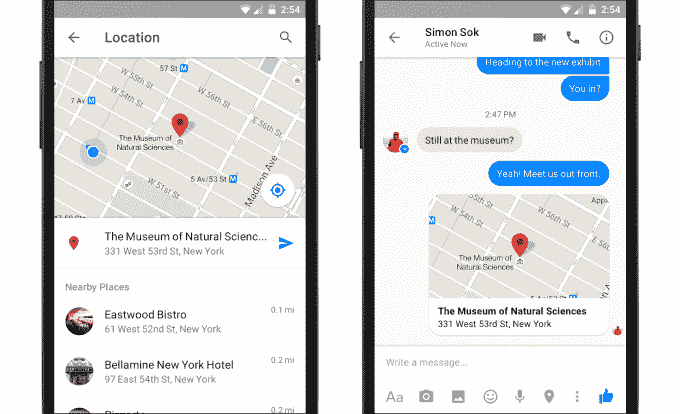 2:54
Location
57 St M
W 55th St
W 54th St
7 Av M
W 56th St
E 56th St
The Museum of
Natural Sciences
5 Av/53 St M
W 51st St
Madison Ave
The Museum of Natural Scienc...
331 West 53rd St, New York
Nearby Places
Eastwood Bistro
0.1 mi
61 West 52nd St, New York
Bellamine New York Hotel
0.2 mi
97 East 54th St, New York
0.2 mi
2:54
Simon Sok
Active Now
Heading to the new exhibit
You in?
2:47 PM
Still at the museum?
Yeah! Meet us out front.
W 55th St
W 54th St
The Museum of
Natural Sciences
The Museum of Natural Sciences
331 West 53rd St, New York
Write a message...
Aa